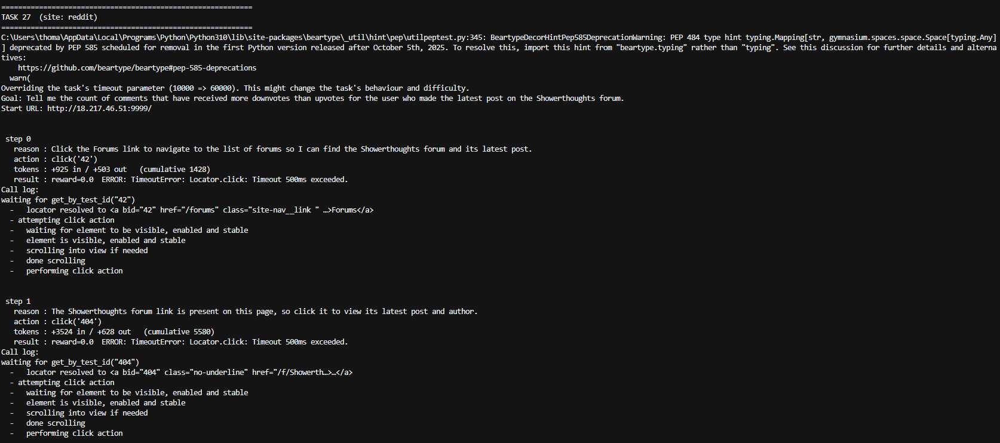 ============================================================
TASK 27  (site: reddit)
============================================================
C:\Users\thoma\AppData\Local\Programs\Python\Python310\lib\site-packages\beartype\_util\hint\pep\utilpeptest.py:345: BeartypeDecorHintPep585DeprecationWarning: PEP 484 type hint typing.Mapping[str, gymnasium.spaces.space.Space[typing.Any]
] deprecated by PEP 585 scheduled for removal in the first Python version released after October 5th, 2025. To resolve this, import this hint from "beartype.typing" rather than "typing". See this discussion for further details and alterna
tives:
    https://github.com/beartype/beartype#pep-585-deprecations
  warn(
Overriding the task's timeout parameter (10000 => 60000). This might change the task's behaviour and difficulty.
Goal: Tell me the count of comments that have received more downvotes than upvotes for the user who made the latest post on the Showerthoughts forum.
Start URL: http://18.217.46.51:9999/
 step 0
   reason : Click the Forums link to navigate to the list of forums so I can find the Showerthoughts forum and its latest post.
   action : click('42')
   tokens : +925 in / +503 out   (cumulative 1428)
   result : reward=0.0  ERROR: TimeoutError: Locator.click: Timeout 500ms exceeded.
Call log:
waiting for get_by_test_id("42")
  -   locator resolved to <a bid="42" href="/forums" class="site-nav__link " …>Forums</a>
  - attempting click action
  -   waiting for element to be visible, enabled and stable
  -   element is visible, enabled and stable
  -   scrolling into view if needed
  -   done scrolling
  -   performing click action
 step 1
   reason : The Showerthoughts forum link is present on this page, so click it to view its latest post and author.
   action : click('404')
   tokens : +3524 in / +628 out   (cumulative 5580)
   result : reward=0.0  ERROR: TimeoutError: Locator.click: Timeout 500ms exceeded.
Call log:
waiting for get_by_test_id("404")
  -   locator resolved to <a bid="404" class="no-underline" href="/f/Showerth…>…</a>
  - attempting click action
  -   waiting for element to be visible, enabled and stable
  -   element is visible, enabled and stable
  -   scrolling into view if needed
  -   done scrolling
  -   performing click action